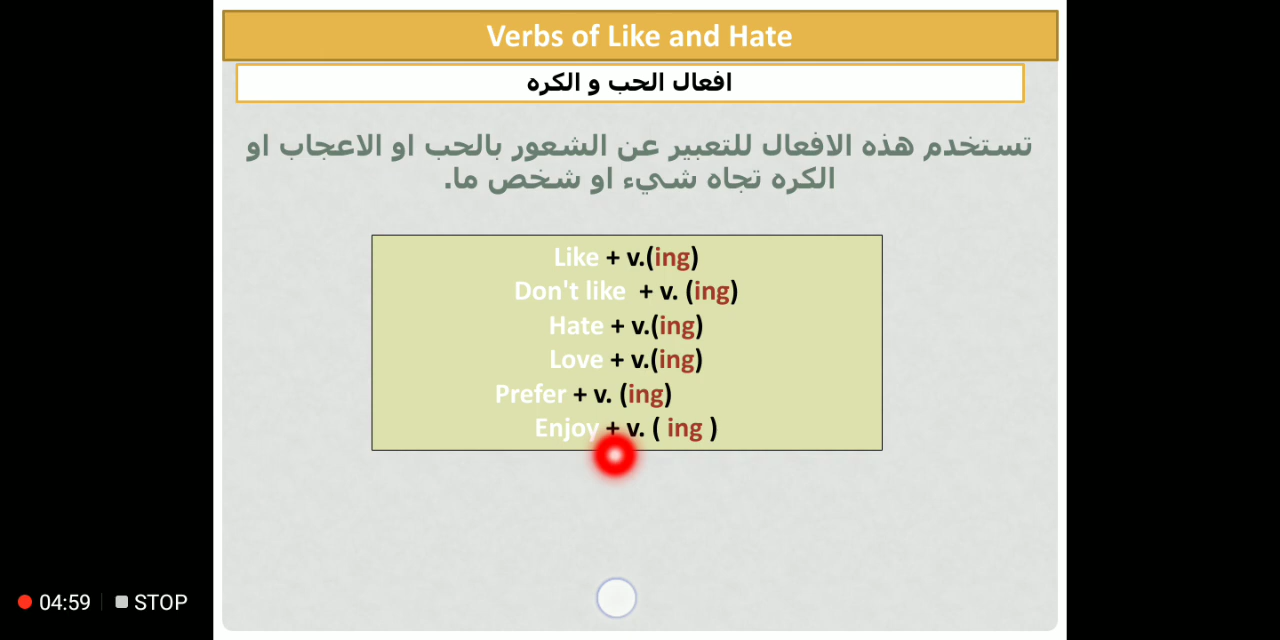 Verbs of Like and Hate
افعال الحب و الكره
تستخدم هذه الافعال للتعبير عن الشعور بالحب او الاعجاب او
الكره تجاه شيء او شخص ما.
Like + v.(ing)
Don't like + v. (ing)
Hate + v.(ing)
Love + v.(ing)
Prefer + v. (ing)
Enjoy + v. ( ing )
04:59 STOP